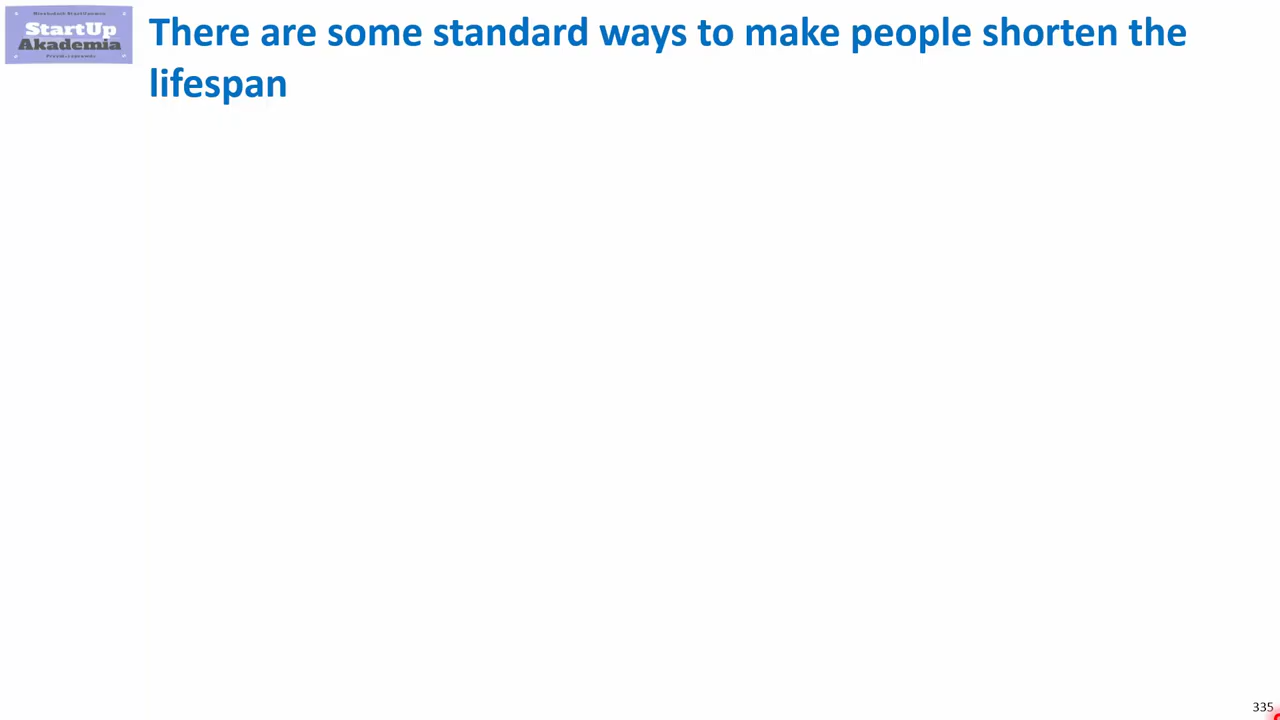 StartUp
Akademia
There are some standard ways to make people shorten the
lifespan
335